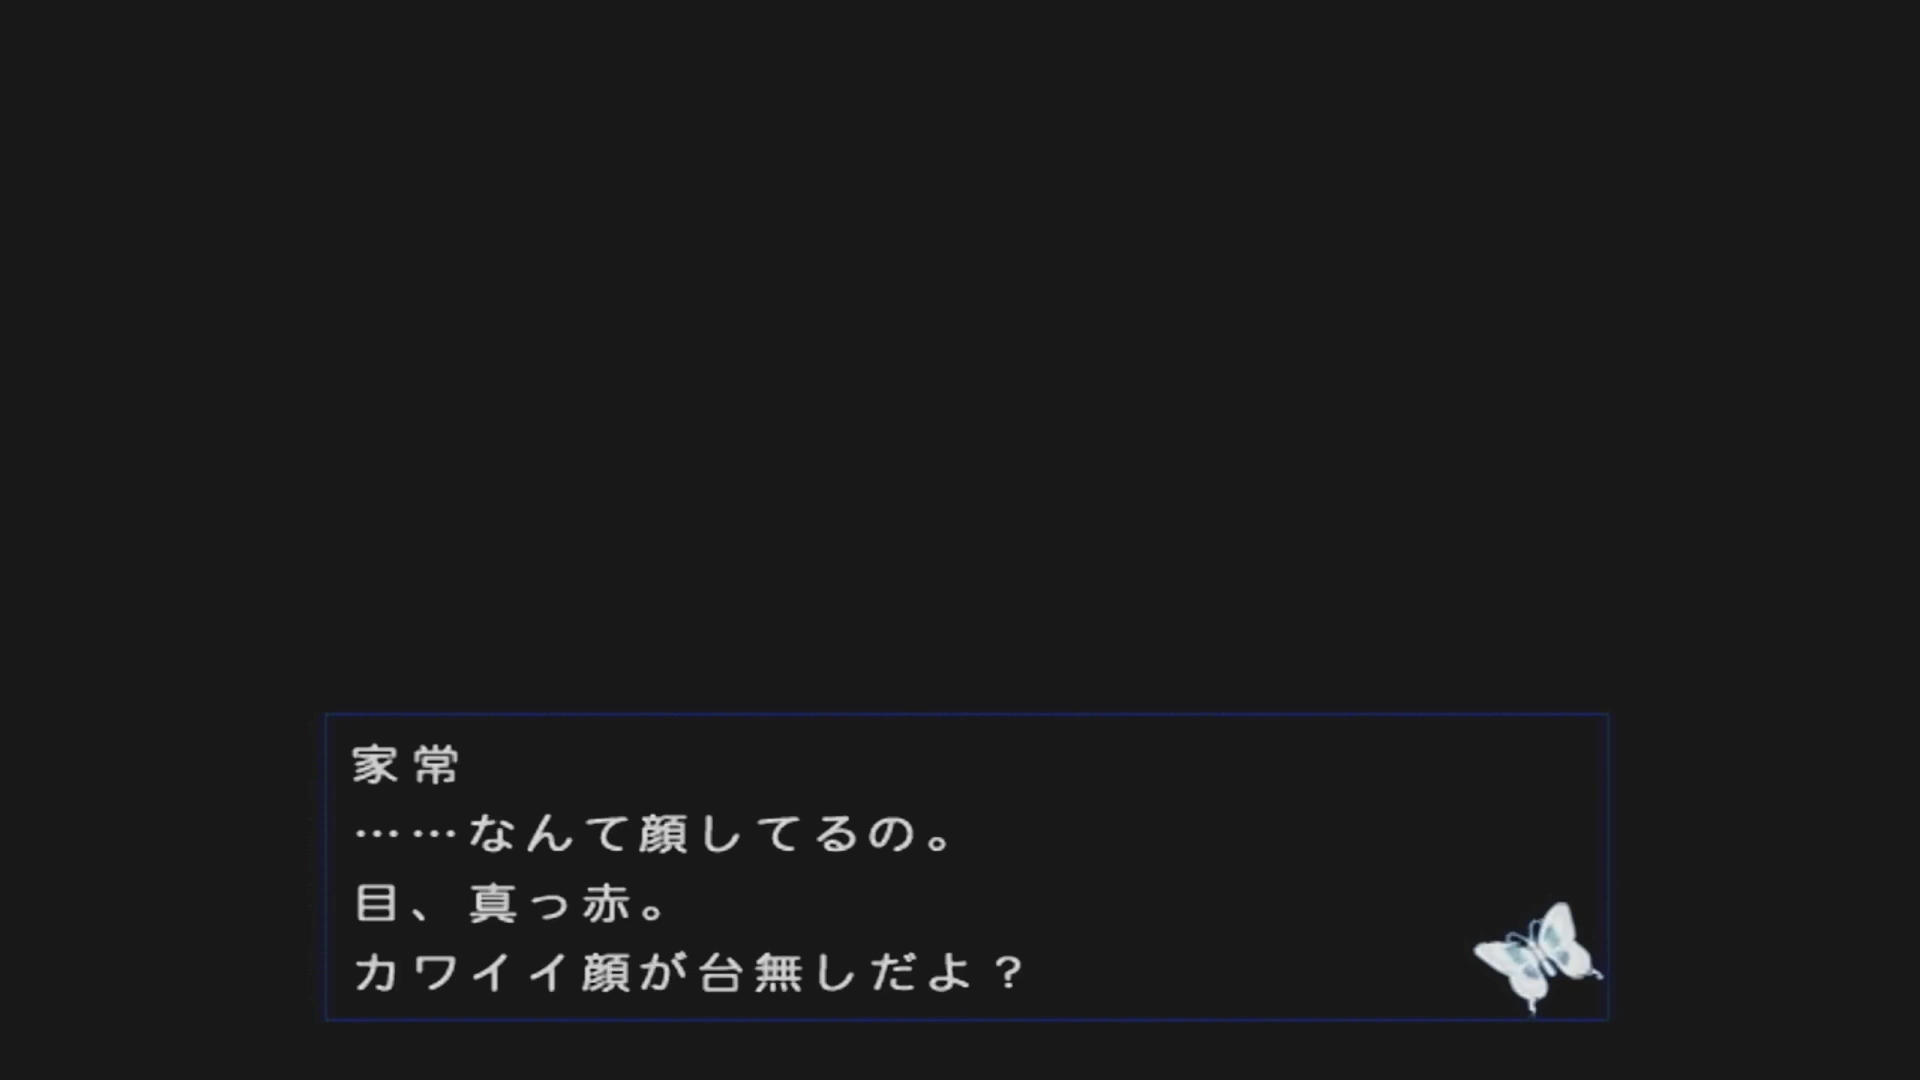 家常
……なんて顔してるの。
目、真っ赤。
カワイイ顔が台無しだよ？